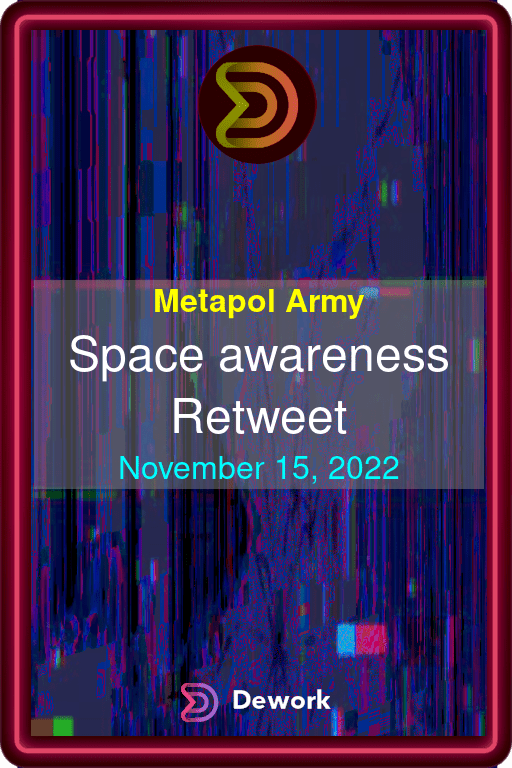 Metapol Army
Space awareness
Retweet
November 15, 2022
Dework